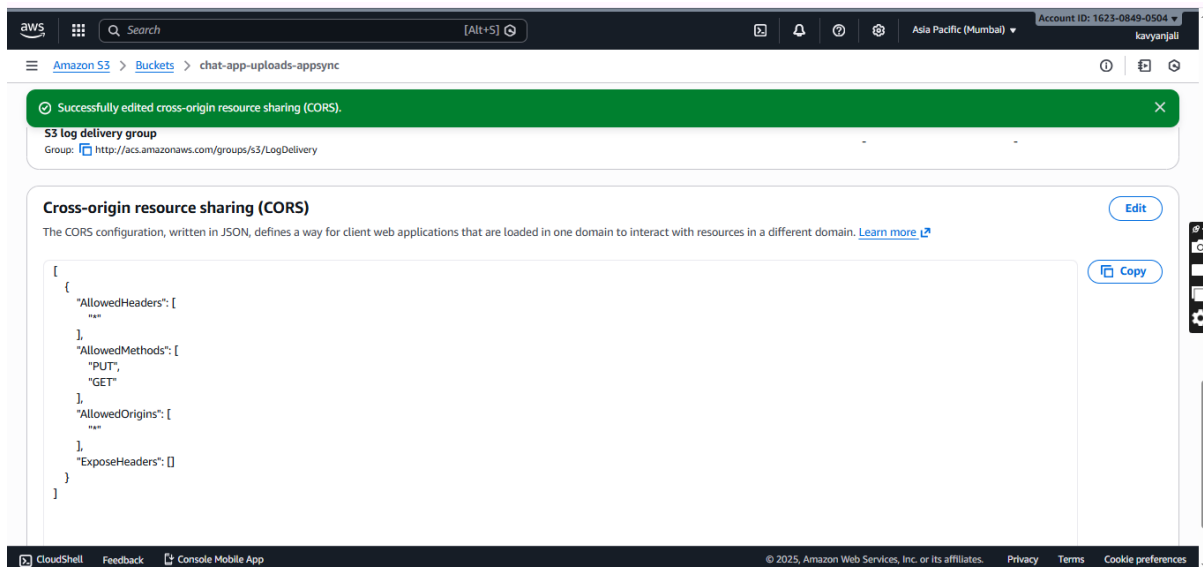 aws
Search
[Alt+S]
Asia Pacific (Mumbai)
Account ID: 1623-0849-0504
kavyanjali
Amazon S3 > Buckets > chat-app-uploads-appsync
Successfully edited cross-origin resource sharing (CORS).
S3 log delivery group
Group: http://acs.amazonaws.com/groups/s3/LogDelivery
-
-
Cross-origin resource sharing (CORS)
Edit
The CORS configuration, written in JSON, defines a way for client web applications that are loaded in one domain to interact with resources in a different domain. Learn more
Copy
[
{
"AllowedHeaders": [
"*"
],
"AllowedMethods": [
"PUT",
"GET"
],
"AllowedOrigins": [
"*"
],
"ExposeHeaders": []
}
]
CloudShell Feedback Console Mobile App © 2025, Amazon Web Services, Inc. or its affiliates. Privacy Terms Cookie preferences